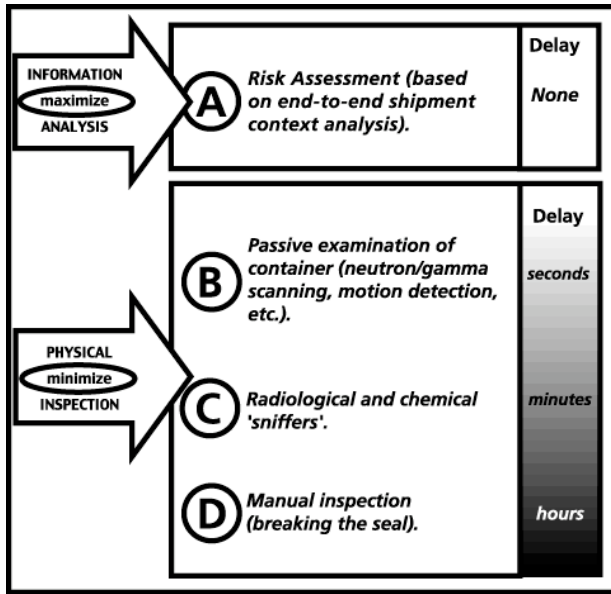 INFORMATION
maximize
ANALYSIS
A
Risk Assessment (based
on end-to-end shipment
context analysis).
Delay
None
PHYSICAL
minimize
INSPECTION
B
Passive examination of
container (neutron/gamma
scanning, motion detection,
etc.).
Delay
seconds
C
Radiological and chemical
'sniffers'.
minutes
D
Manual inspection
(breaking the seal).
hours